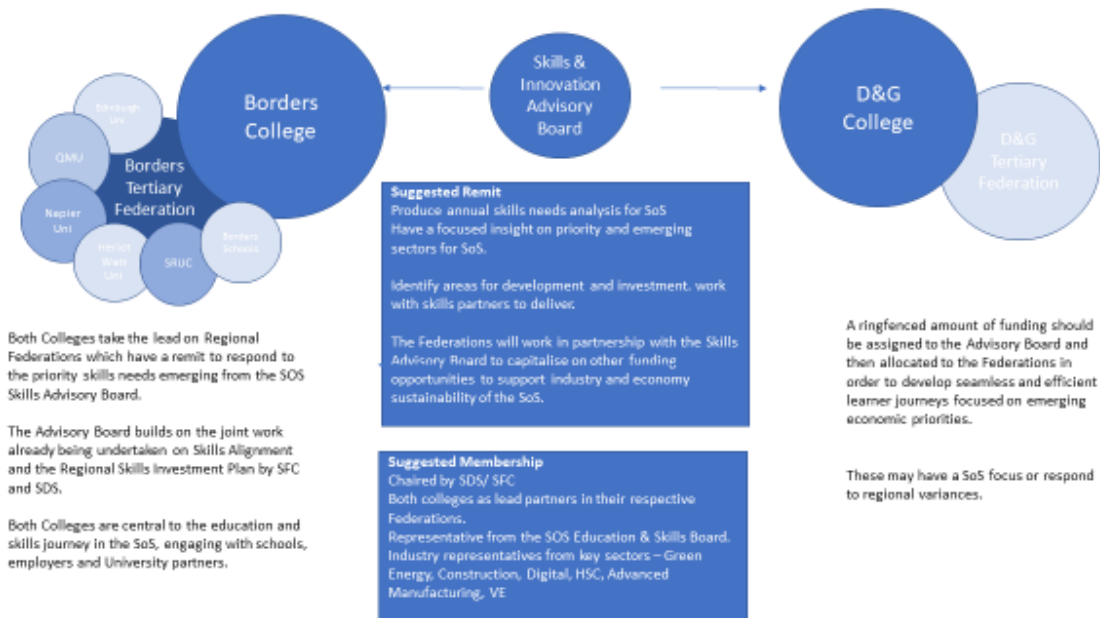 Skills &
Innovation
Advisory
Board
Borders
College
D&G
College
Edinburgh
Uni
QMU
Napier
Uni
Heriot
Watt
Uni
SRUC
Borders
Schools
Borders
Tertiary
Federation
D&G
Tertiary
Federation
Suggested Remit
Produce annual skills needs analysis for SoS
Have a focused insight on priority and emerging
sectors for SoS.
Identify areas for development and investment. work
with skills partners to deliver.
The Federations will work in partnership with the Skills
Advisory Board to capitalise on other funding
opportunities to support industry and economy
sustainability of the SoS.
Suggested Membership
Chaired by SDS/ SFC
Both colleges as lead partners in their respective
Federations.
Representative from the SOS Education & Skills Board.
Industry representatives from key sectors – Green
Energy, Construction, Digital, HSC, Advanced
Manufacturing, VE
Both Colleges take the lead on Regional
Federations which have a remit to respond to
the priority skills needs emerging from the SOS
Skills Advisory Board.
The Advisory Board builds on the joint work
already being undertaken on Skills Alignment
and the Regional Skills Investment Plan by SFC
and SDS.
Both Colleges are central to the education and
skills journey in the SoS, engaging with schools,
employers and University partners.
A ringfenced amount of funding should
be assigned to the Advisory Board and
then allocated to the Federations in
order to develop seamless and efficient
learner journeys focused on emerging
economic priorities.
These may have a SoS focus or respond
to regional variances.